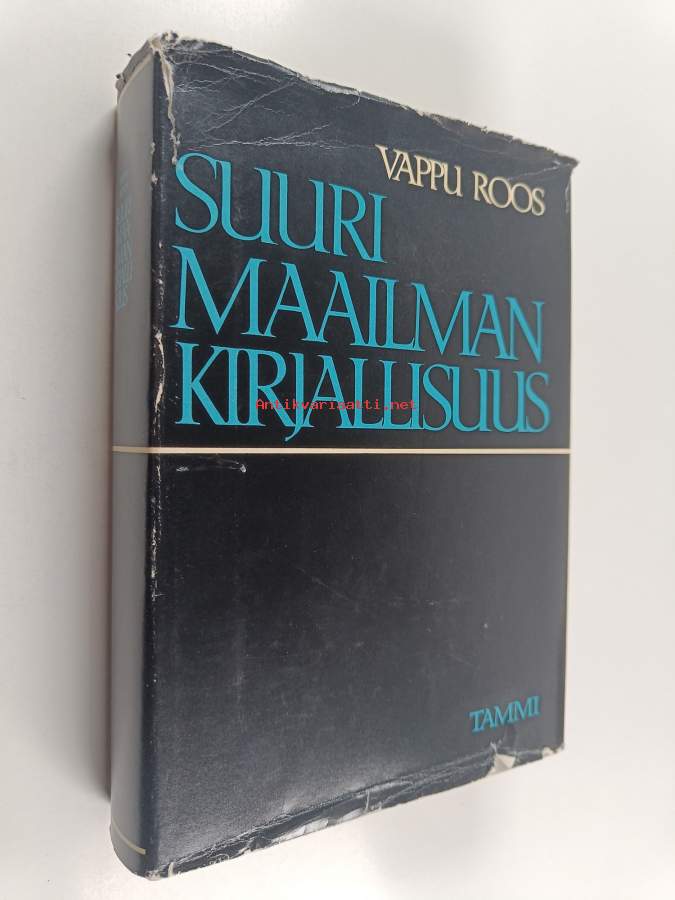 VAPPU ROOS
SUURI
MAAILMAN
KIRJALLISUUS
Antikvariaatti.net
TAMMI